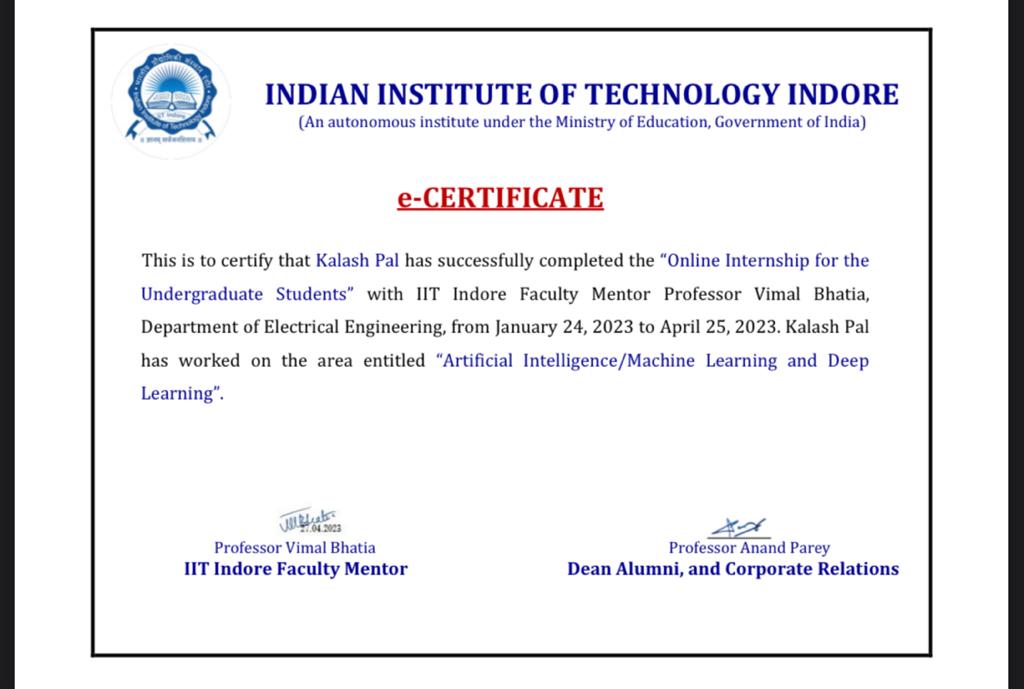 INDIAN INSTITUTE OF TECHNOLOGY INDORE
(An autonomous institute under the Ministry of Education, Government of India)
e-CERTIFICATE
This is to certify that Kalash Pal has successfully completed the “Online Internship for the
Undergraduate Students” with IIT Indore Faculty Mentor Professor Vimal Bhatia,
Department of Electrical Engineering, from January 24, 2023 to April 25, 2023. Kalash Pal
has worked on the area entitled “Artificial Intelligence/Machine Learning and Deep
Learning”.
27.04.2023
Professor Vimal Bhatia
IIT Indore Faculty Mentor
Professor Anand Parey
Dean Alumni, and Corporate Relations